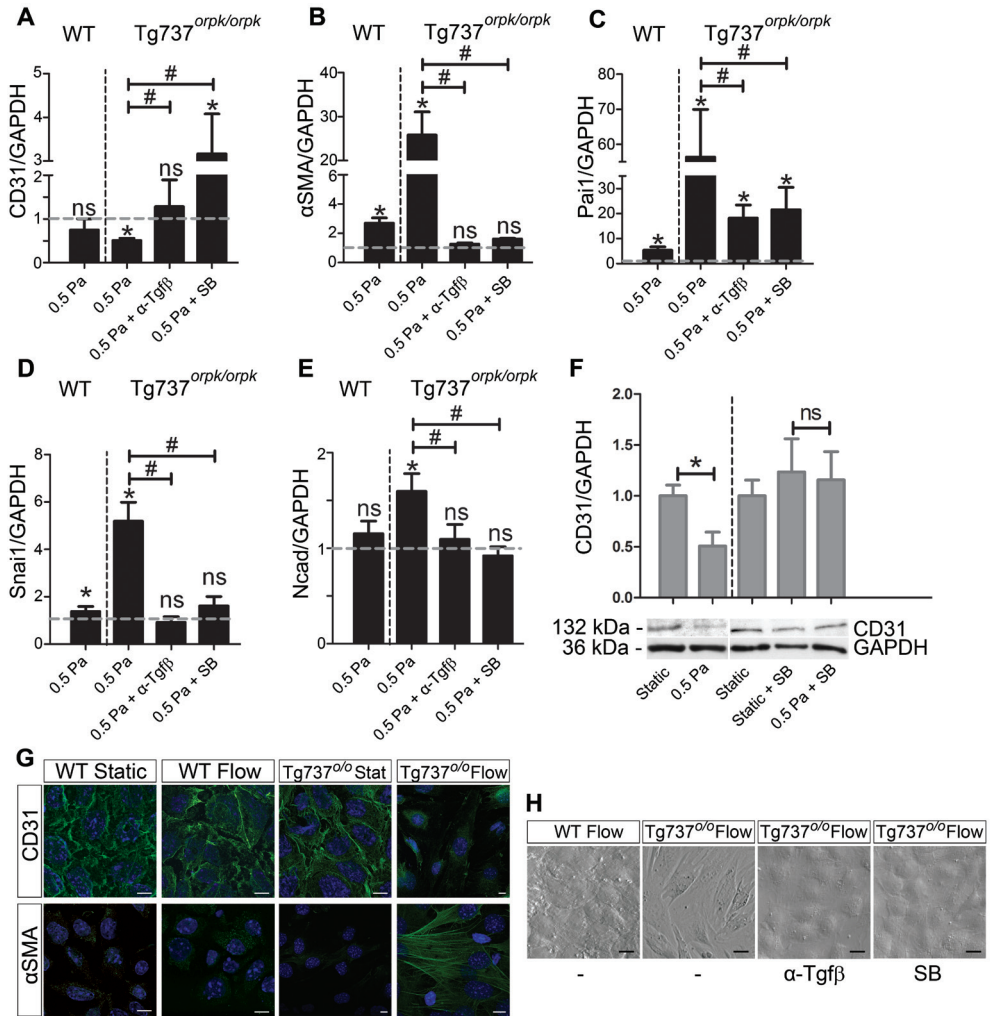 A
WT Tg737orpk/orpk
CD31/GAPDH
5
4
3
2
1
0
ns
*
ns
*
#
#
0.5 Pa
0.5 Pa
0.5 Pa + α-Tgfβ
0.5 Pa + SB
B
WT Tg737orpk/orpk
αSMA/GAPDH
40
30
20
6
4
2
0
*
*
ns
*
#
#
0.5 Pa
0.5 Pa
0.5 Pa + α-Tgfβ
0.5 Pa + SB
C
WT Tg737orpk/orpk
Pai1/GAPDH
80
70
60
30
20
10
0
*
*
*
*
#
#
0.5 Pa
0.5 Pa
0.5 Pa + α-Tgfβ
0.5 Pa + SB
D
WT Tg737orpk/orpk
Snai1/GAPDH
8
6
4
2
0
*
*
ns
ns
#
#
0.5 Pa
0.5 Pa
0.5 Pa + α-Tgfβ
0.5 Pa + SB
E
WT Tg737orpk/orpk
Ncad/GAPDH
2
1
0
ns
*
ns
ns
#
#
0.5 Pa
0.5 Pa
0.5 Pa + α-Tgfβ
0.5 Pa + SB
F
CD31/GAPDH
2.0
1.5
1.0
0.5
0.0
*
ns
132 kDa - CD31
36 kDa - GAPDH
Static
0.5 Pa
Static
Static + SB
0.5 Pa + SB
G
WT Static WT Flow Tg737o/o Stat Tg737o/o Flow
CD31
αSMA
H
WT Flow Tg737o/o Flow Tg737o/o Flow Tg737o/o Flow
- - α-Tgfβ SB